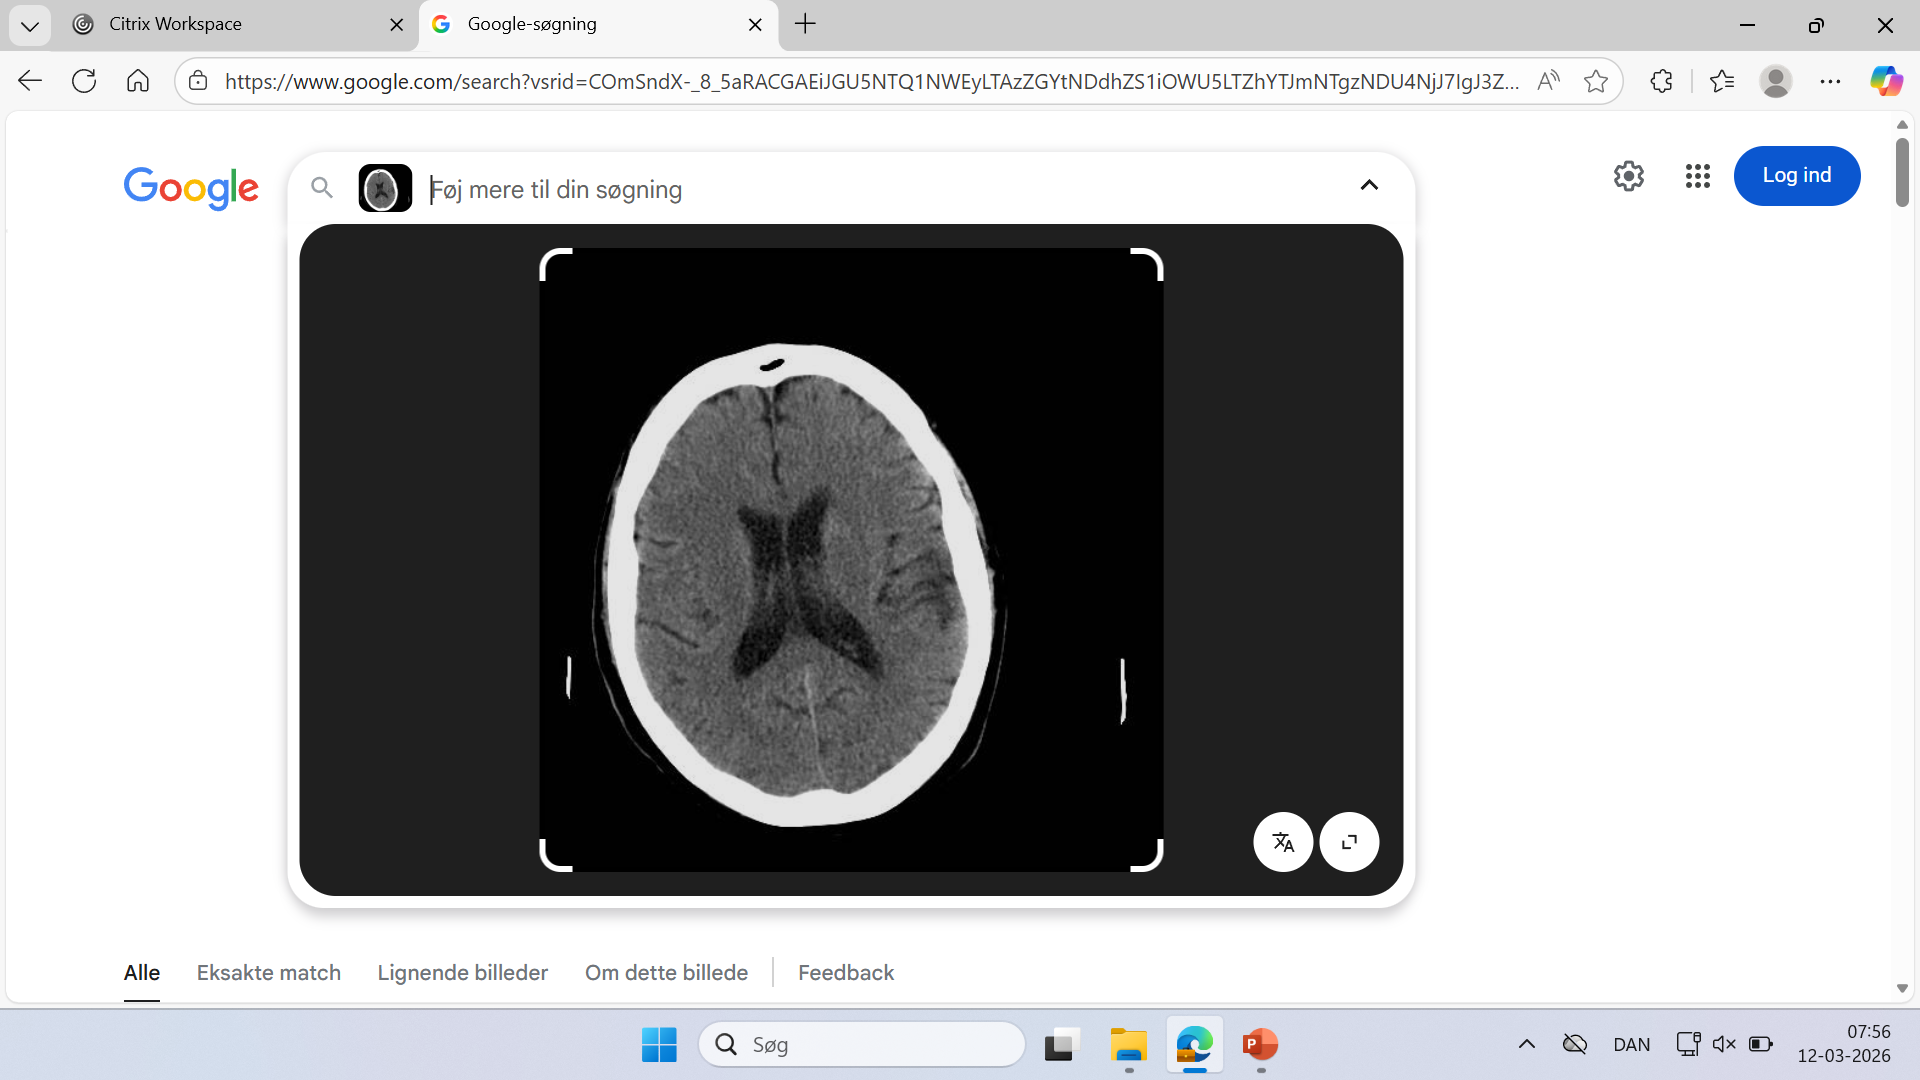 Citrix Workspace
Google-søgning
https://www.google.com/search?vsrid=COmSndX-_8_5aRACGAEiJGU5NTQ1NWEyLTAzZGYtNDdhZS1iOWU5LTZhYTJmNTgzNDU4NjJ7IgJ3Z...
Google
Føj mere til din søgning
Log ind
Alle
Eksakte match
Lignende billeder
Om dette billede
Feedback
Søg
P
DAN
07:56
12-03-2026